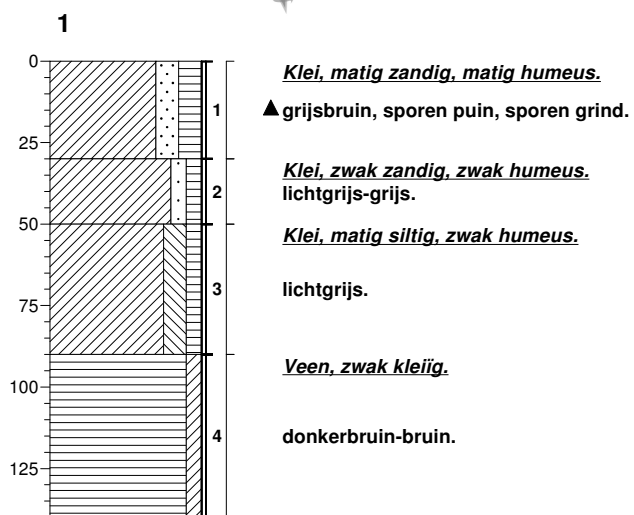 1
0
Klei, matig zandig, matig humeus.
1
grijsbruin, sporen puin, sporen grind.
25
Klei, zwak zandig, zwak humeus.
2
lichtgrijs-grijs.
50
Klei, matig siltig, zwak humeus.
3
lichtgrijs.
75
Veen, zwak kleiïg.
100
4
donkerbruin-bruin.
125